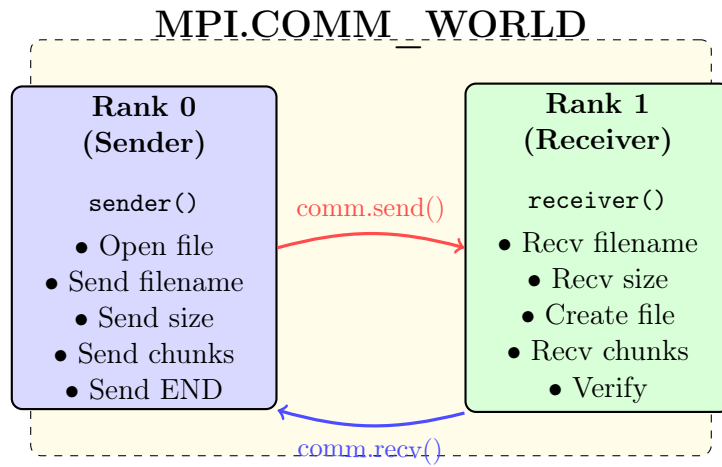 MPI.COMM_WORLD
Rank 0
(Sender)
sender()
• Open file
• Send filename
• Send size
• Send chunks
• Send END
comm.send()
comm.recv()
Rank 1
(Receiver)
receiver()
• Recv filename
• Recv size
• Create file
• Recv chunks
• Verify